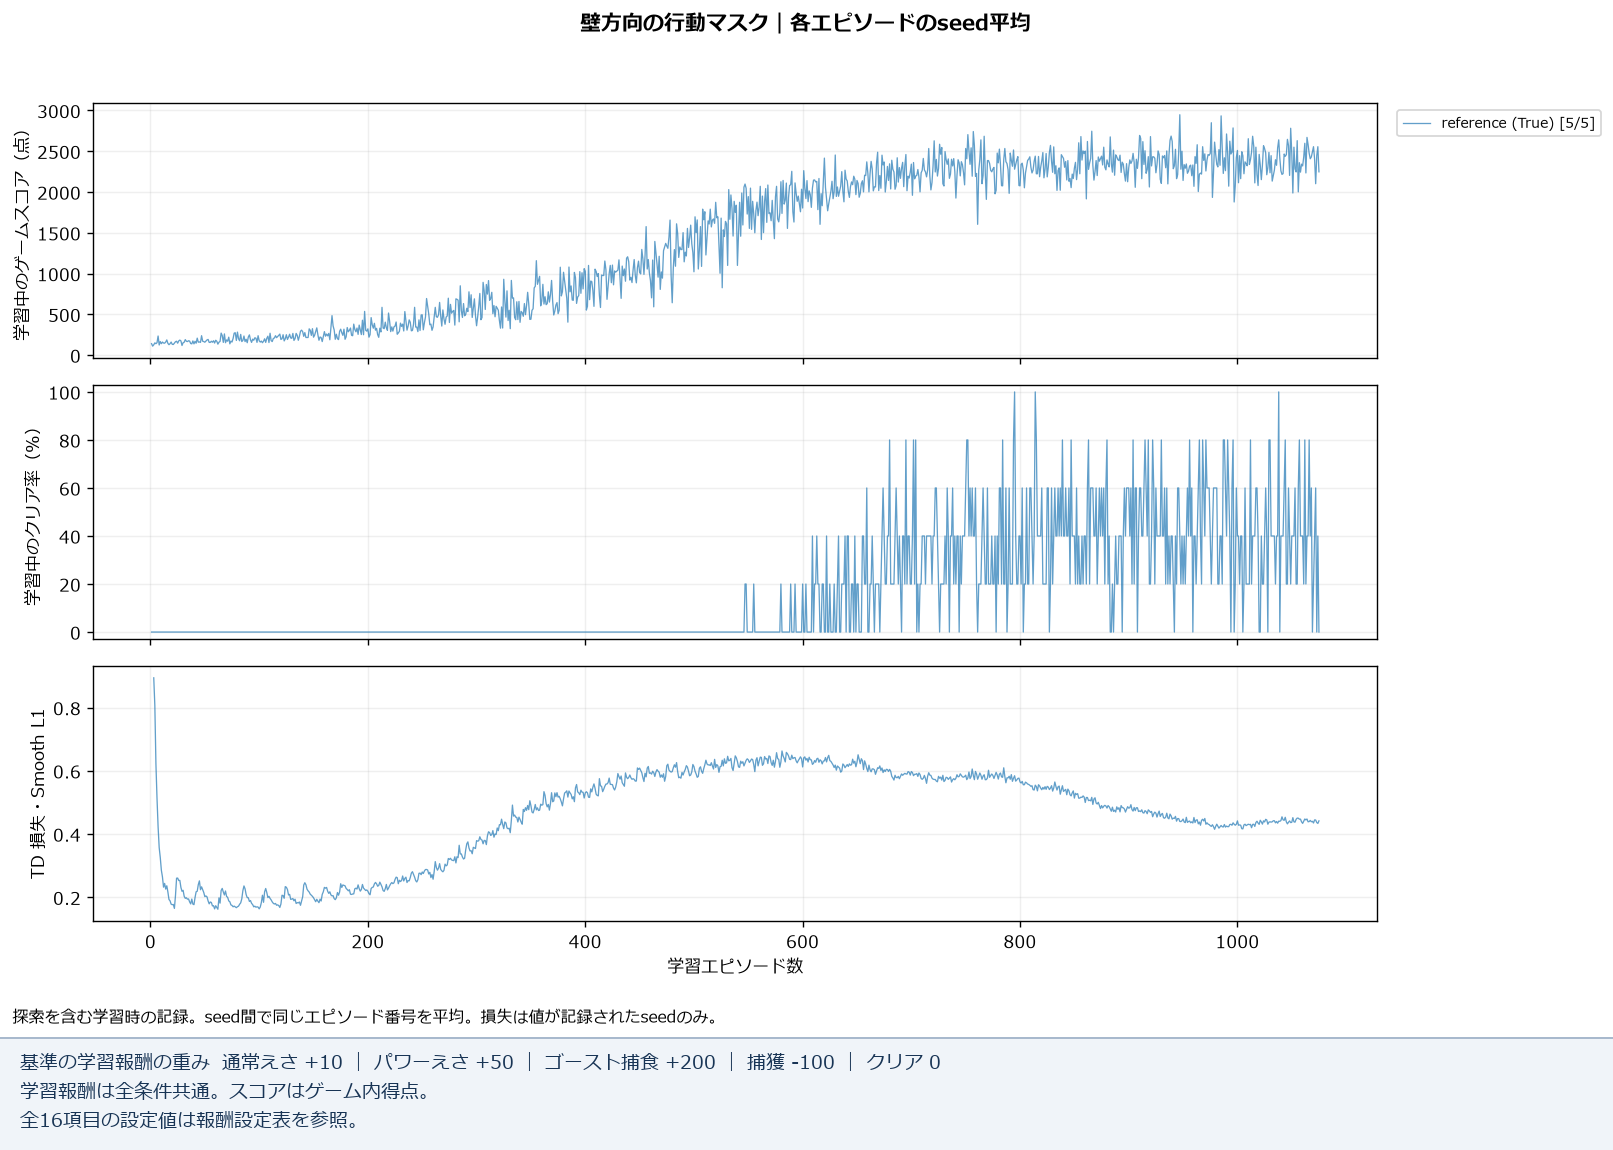 壁方向の行動マスク｜各エピソードのseed平均
学習中のゲームスコア（点）
3000
2500
2000
1500
1000
500
0
reference (True) [5/5]
学習中のクリア率（%）
100
80
60
40
20
0
TD 損失・Smooth L1
0.8
0.6
0.4
0.2
0 200 400 600 800 1000
学習エピソード数
探索を含む学習時の記録。seed間で同じエピソード番号を平均。損失は値が記録されたseedのみ。
基準の学習報酬の重み 通常えさ +10 ｜ パワーえさ +50 ｜ ゴースト捕食 +200 ｜ 捕獲 -100 ｜ クリア 0
学習報酬は全条件共通。スコアはゲーム内得点。
全16項目の設定値は報酬設定表を参照。